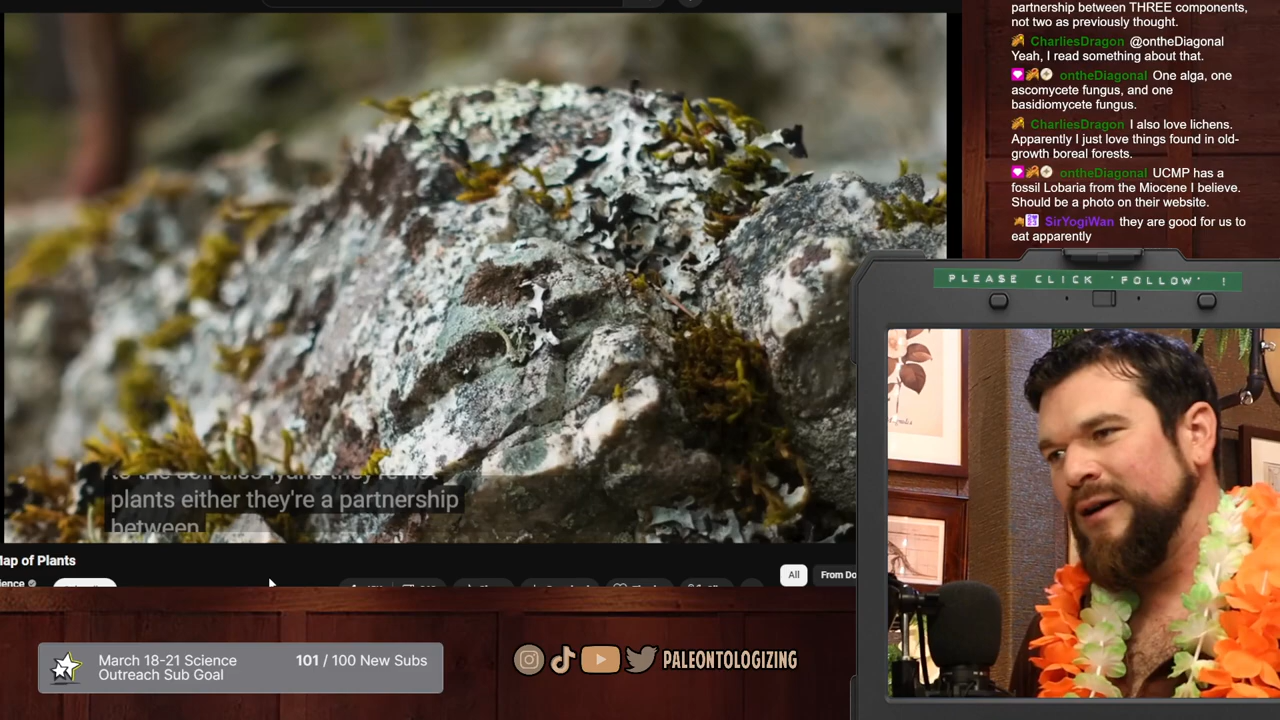 partnership between THREE components,
not two as previously thought.
CharliesDragon @ontheDiagonal
Yeah, I read something about that.
ontheDiagonal One alga, one
ascomycete fungus, and one
basidiomycete fungus.
CharliesDragon I also love lichens.
Apparently I just love things found in old-
growth boreal forests.
ontheDiagonal UCMP has a
fossil Lobaria from the Miocene I believe.
Should be a photo on their website.
SirYogiWan they are good for us to
eat apparently
PLEASE CLICK 'FOLLOW' !
plants either they're a partnership
between
Map of Plants
All
From Do
March 18-21 Science
Outreach Sub Goal
101 / 100 New Subs
PALEONTOLOGIZING